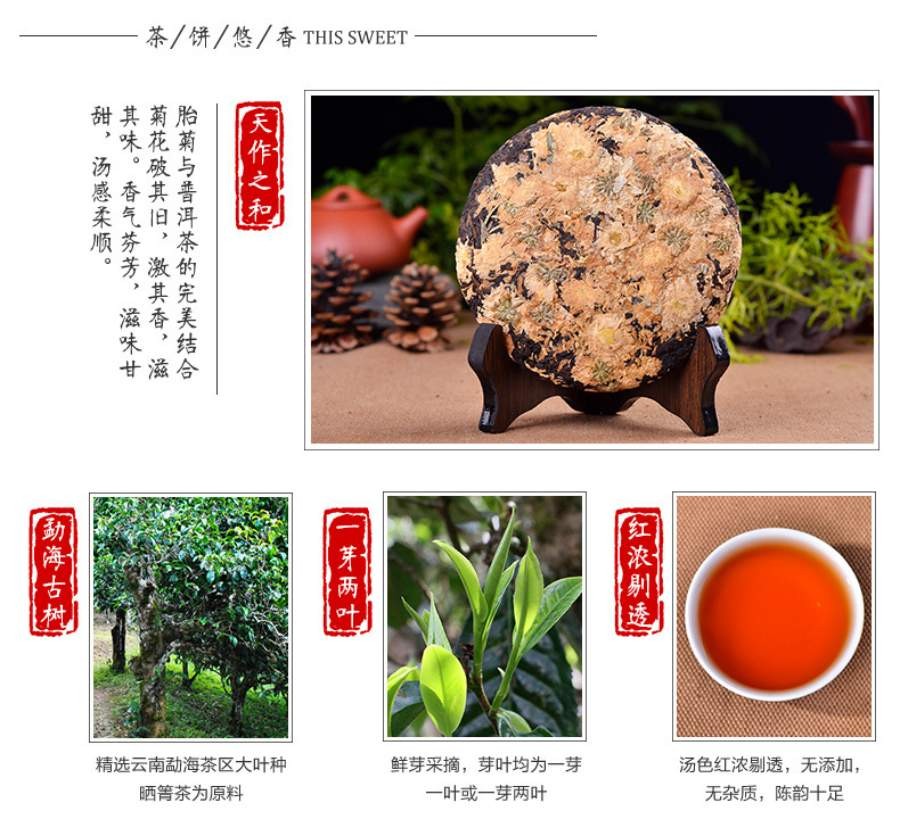 茶/饼/悠/香 THIS SWEET
天作之和
胎菊与普洱茶的完美结合
菊花破其旧，激其香，滋
其味。香气芬芳，滋味甘
甜，汤感柔顺。
勐海古树
精选云南勐海茶区大叶种
晒箐茶为原料
一芽两叶
鲜芽采摘，芽叶均为一芽
一叶或一芽两叶
红浓剔透
汤色红浓剔透，无添加，
无杂质，陈韵十足